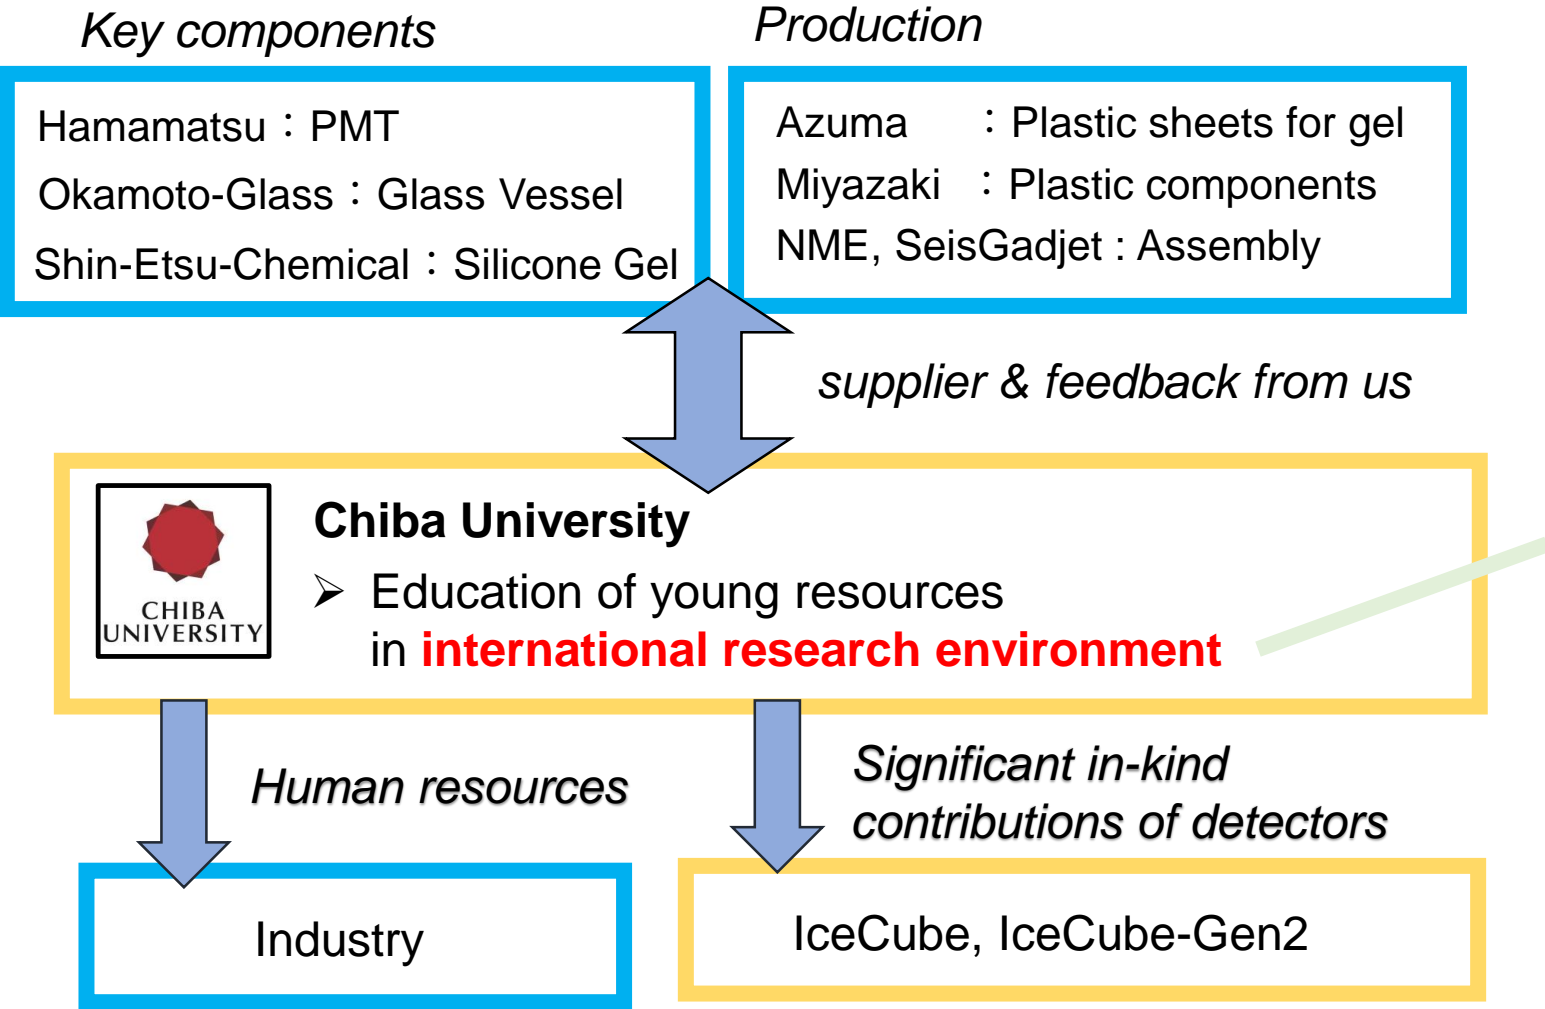 Key components
Production
Hamamatsu：PMT
Okamoto-Glass：Glass Vessel
Shin-Etsu-Chemical：Silicone Gel
Azuma ：Plastic sheets for gel
Miyazaki ：Plastic components
NME, SeisGadjet : Assembly
supplier & feedback from us
CHIBA
UNIVERSITY
Chiba University
➢ Education of young resources
in international research environment
Human resources
Significant in-kind
contributions of detectors
Industry
IceCube, IceCube-Gen2